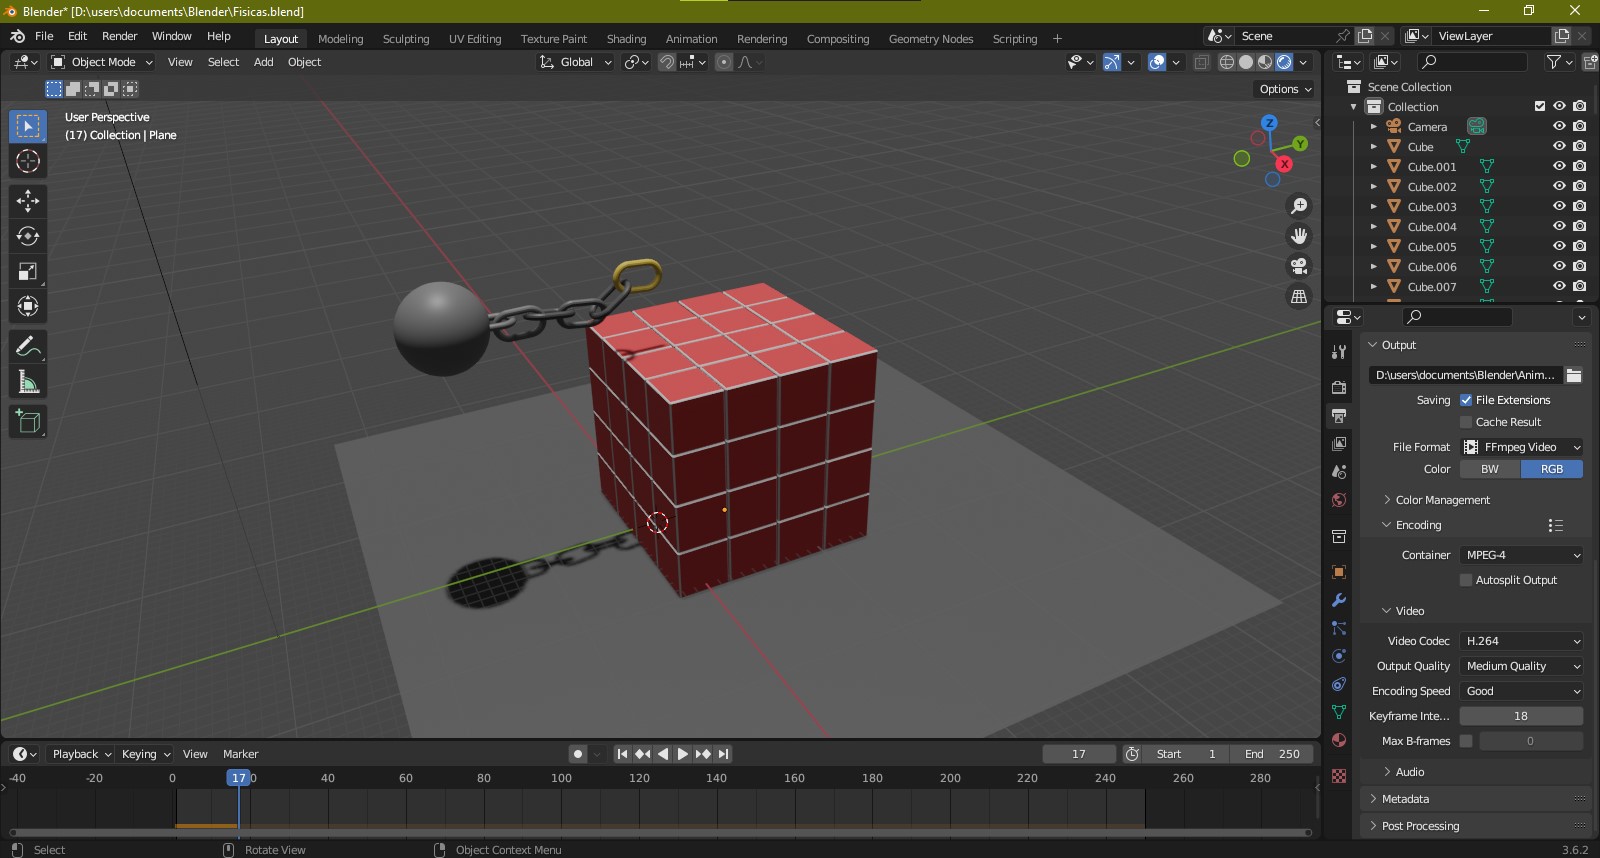 Blender* [D:\users\documents\Blender\Fisicas.blend]
File Edit Render Window Help Layout Modeling Sculpting UV Editing Texture Paint Shading Animation Rendering Compositing Geometry Nodes Scripting + Scene ViewLayer
Object Mode View Select Add Object Global
Options
User Perspective
(17) Collection | Plane
Z
Y
X
Scene Collection
Collection
Camera
Cube
Cube.001
Cube.002
Cube.003
Cube.004
Cube.005
Cube.006
Cube.007
Output
D:\users\documents\Blender\Anim...
Saving File Extensions
Cache Result
File Format FFmpeg Video
Color BW RGB
Color Management
Encoding
Container MPEG-4
Autosplit Output
Video
Video Codec H.264
Output Quality Medium Quality
Encoding Speed Good
Keyframe Inte... 18
Max B-frames 0
Audio
Metadata
Post Processing
Playback Keying View Marker 17 Start 1 End 250
-40 -20 0 17 0 40 60 80 100 120 140 160 180 200 220 240 260 280
Select Rotate View Object Context Menu 3.6.2